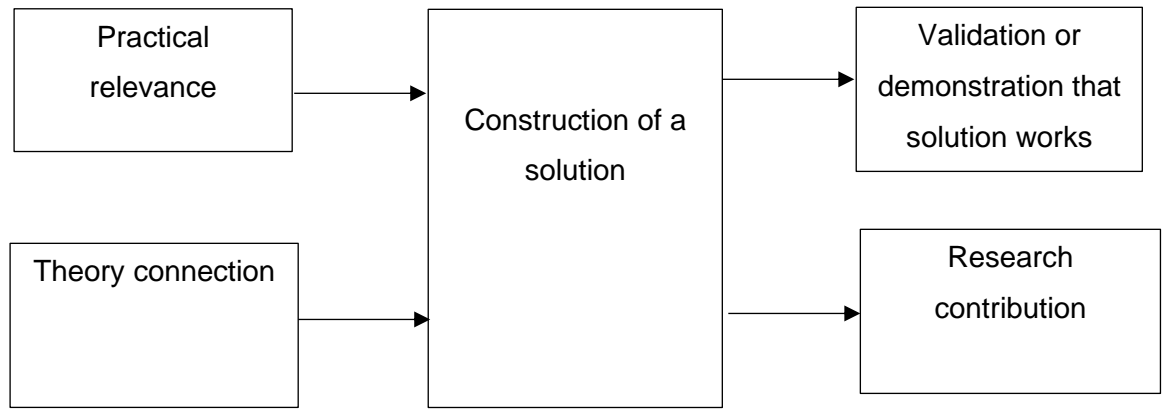 Practical
relevance
Construction of a
solution
Validation or
demonstration that
solution works
Theory connection
Research
contribution